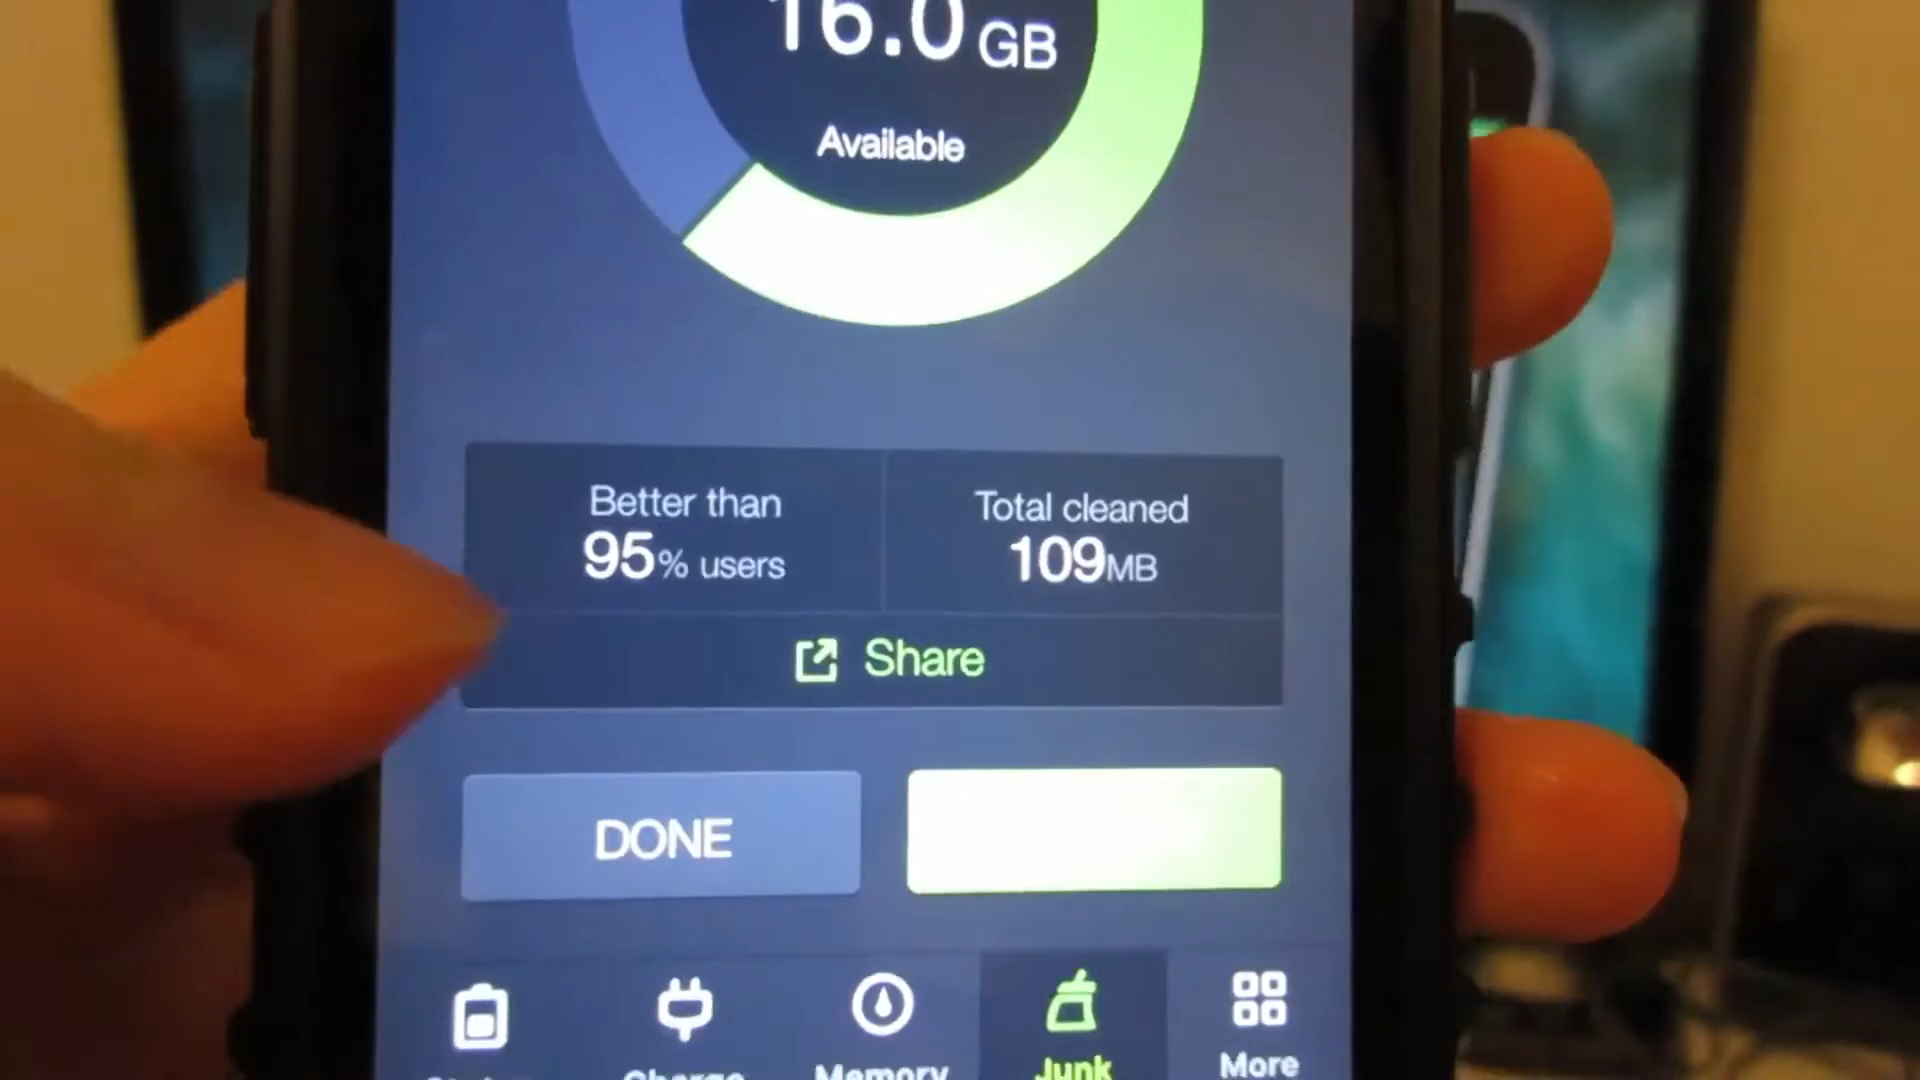 16.0 GB
Available
Better than
95% users
Total cleaned
109MB
Share
DONE
Charge
Memory
Junk
More